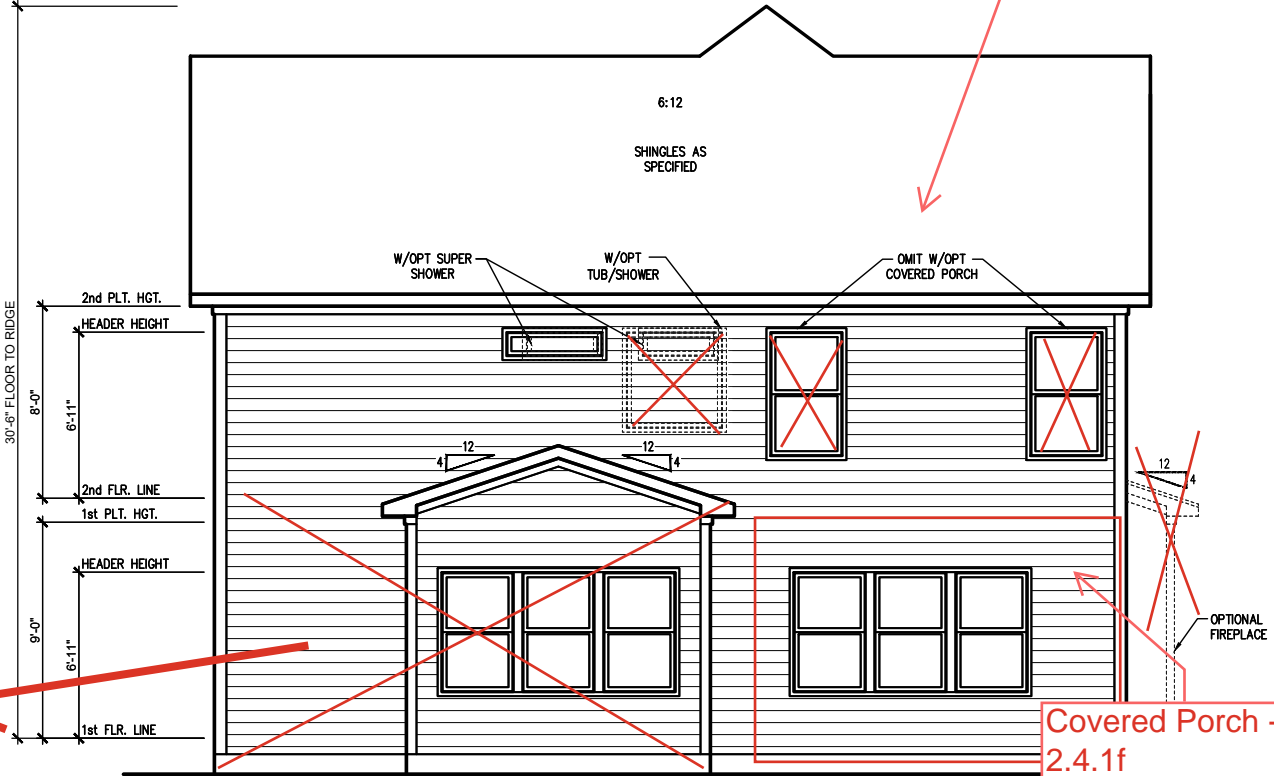 6:12
SHINGLES AS
SPECIFIED
W/OPT SUPER
SHOWER
W/OPT
TUB/SHOWER
OMIT W/OPT
COVERED PORCH
30'-6" FLOOR TO RIDGE
2nd PLT. HGT.
HEADER HEIGHT
8'-0"
6'-11"
2nd FLR. LINE
1st PLT. HGT.
HEADER HEIGHT
9'-0"
6'-11"
1st FLR. LINE
12
4
12
4
12
4
OPTIONAL
FIREPLACE
Covered Porch -
2.4.1f